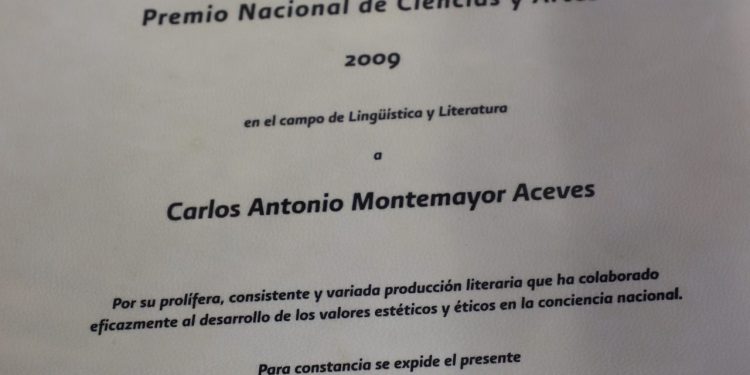 Premio Nacional de Ciencias y Artes
2009
en el campo de Lingüística y Literatura
a
Carlos Antonio Montemayor Aceves
Por su prolífera, consistente y variada producción literaria que ha colaborado
eficazmente al desarrollo de los valores estéticos y éticos en la conciencia nacional.
Para constancia se expide el presente